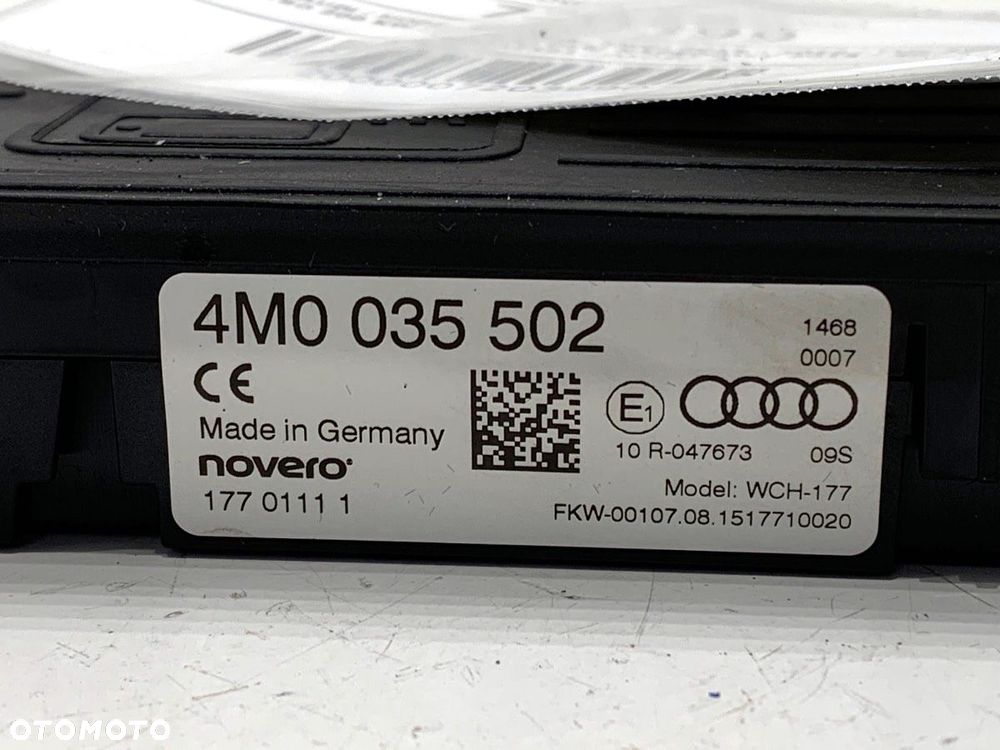 4M0 035 502
1468
0007
CE
E1
Made in Germany
10 R-047673
09S
novero
177 0111 1
Model: WCH-177
FKW-00107.08.1517710020
OTOMOTO